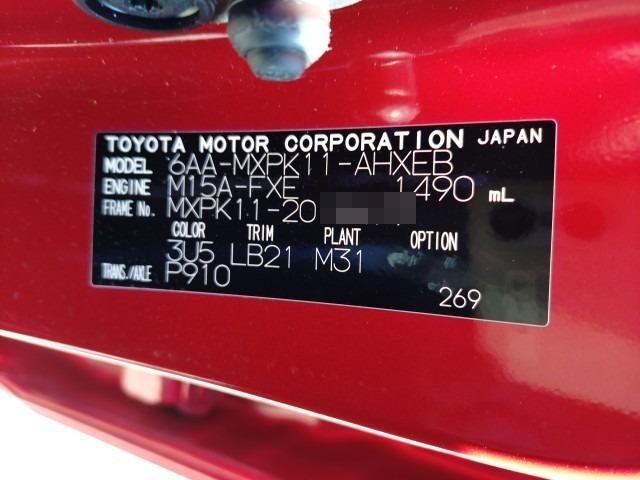 TOYOTA MOTOR CORPORATION JAPAN
MODEL 6AA-MXPK11-AHXEB
ENGINE M15A-FXE 1490 mL
FRAME No. MXPK11-20
COLOR TRIM PLANT OPTION
3U5 LB21 M31
TRANS./AXLE P910
269